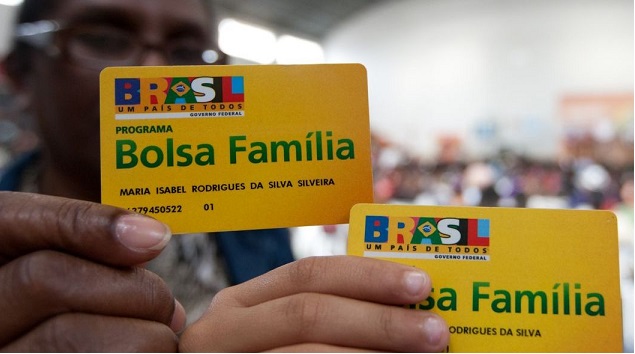 BRASIL
UM PAÍS DE TODOS
GOVERNO FEDERAL
PROGRAMA
Bolsa Família
MARIA ISABEL RODRIGUES DA SILVA SILVEIRA
1379450522 01
BRASIL
UM PAÍS DE TODOS
GOVERNO FEDERAL
sa Família
RODRIGUES DA SILVA